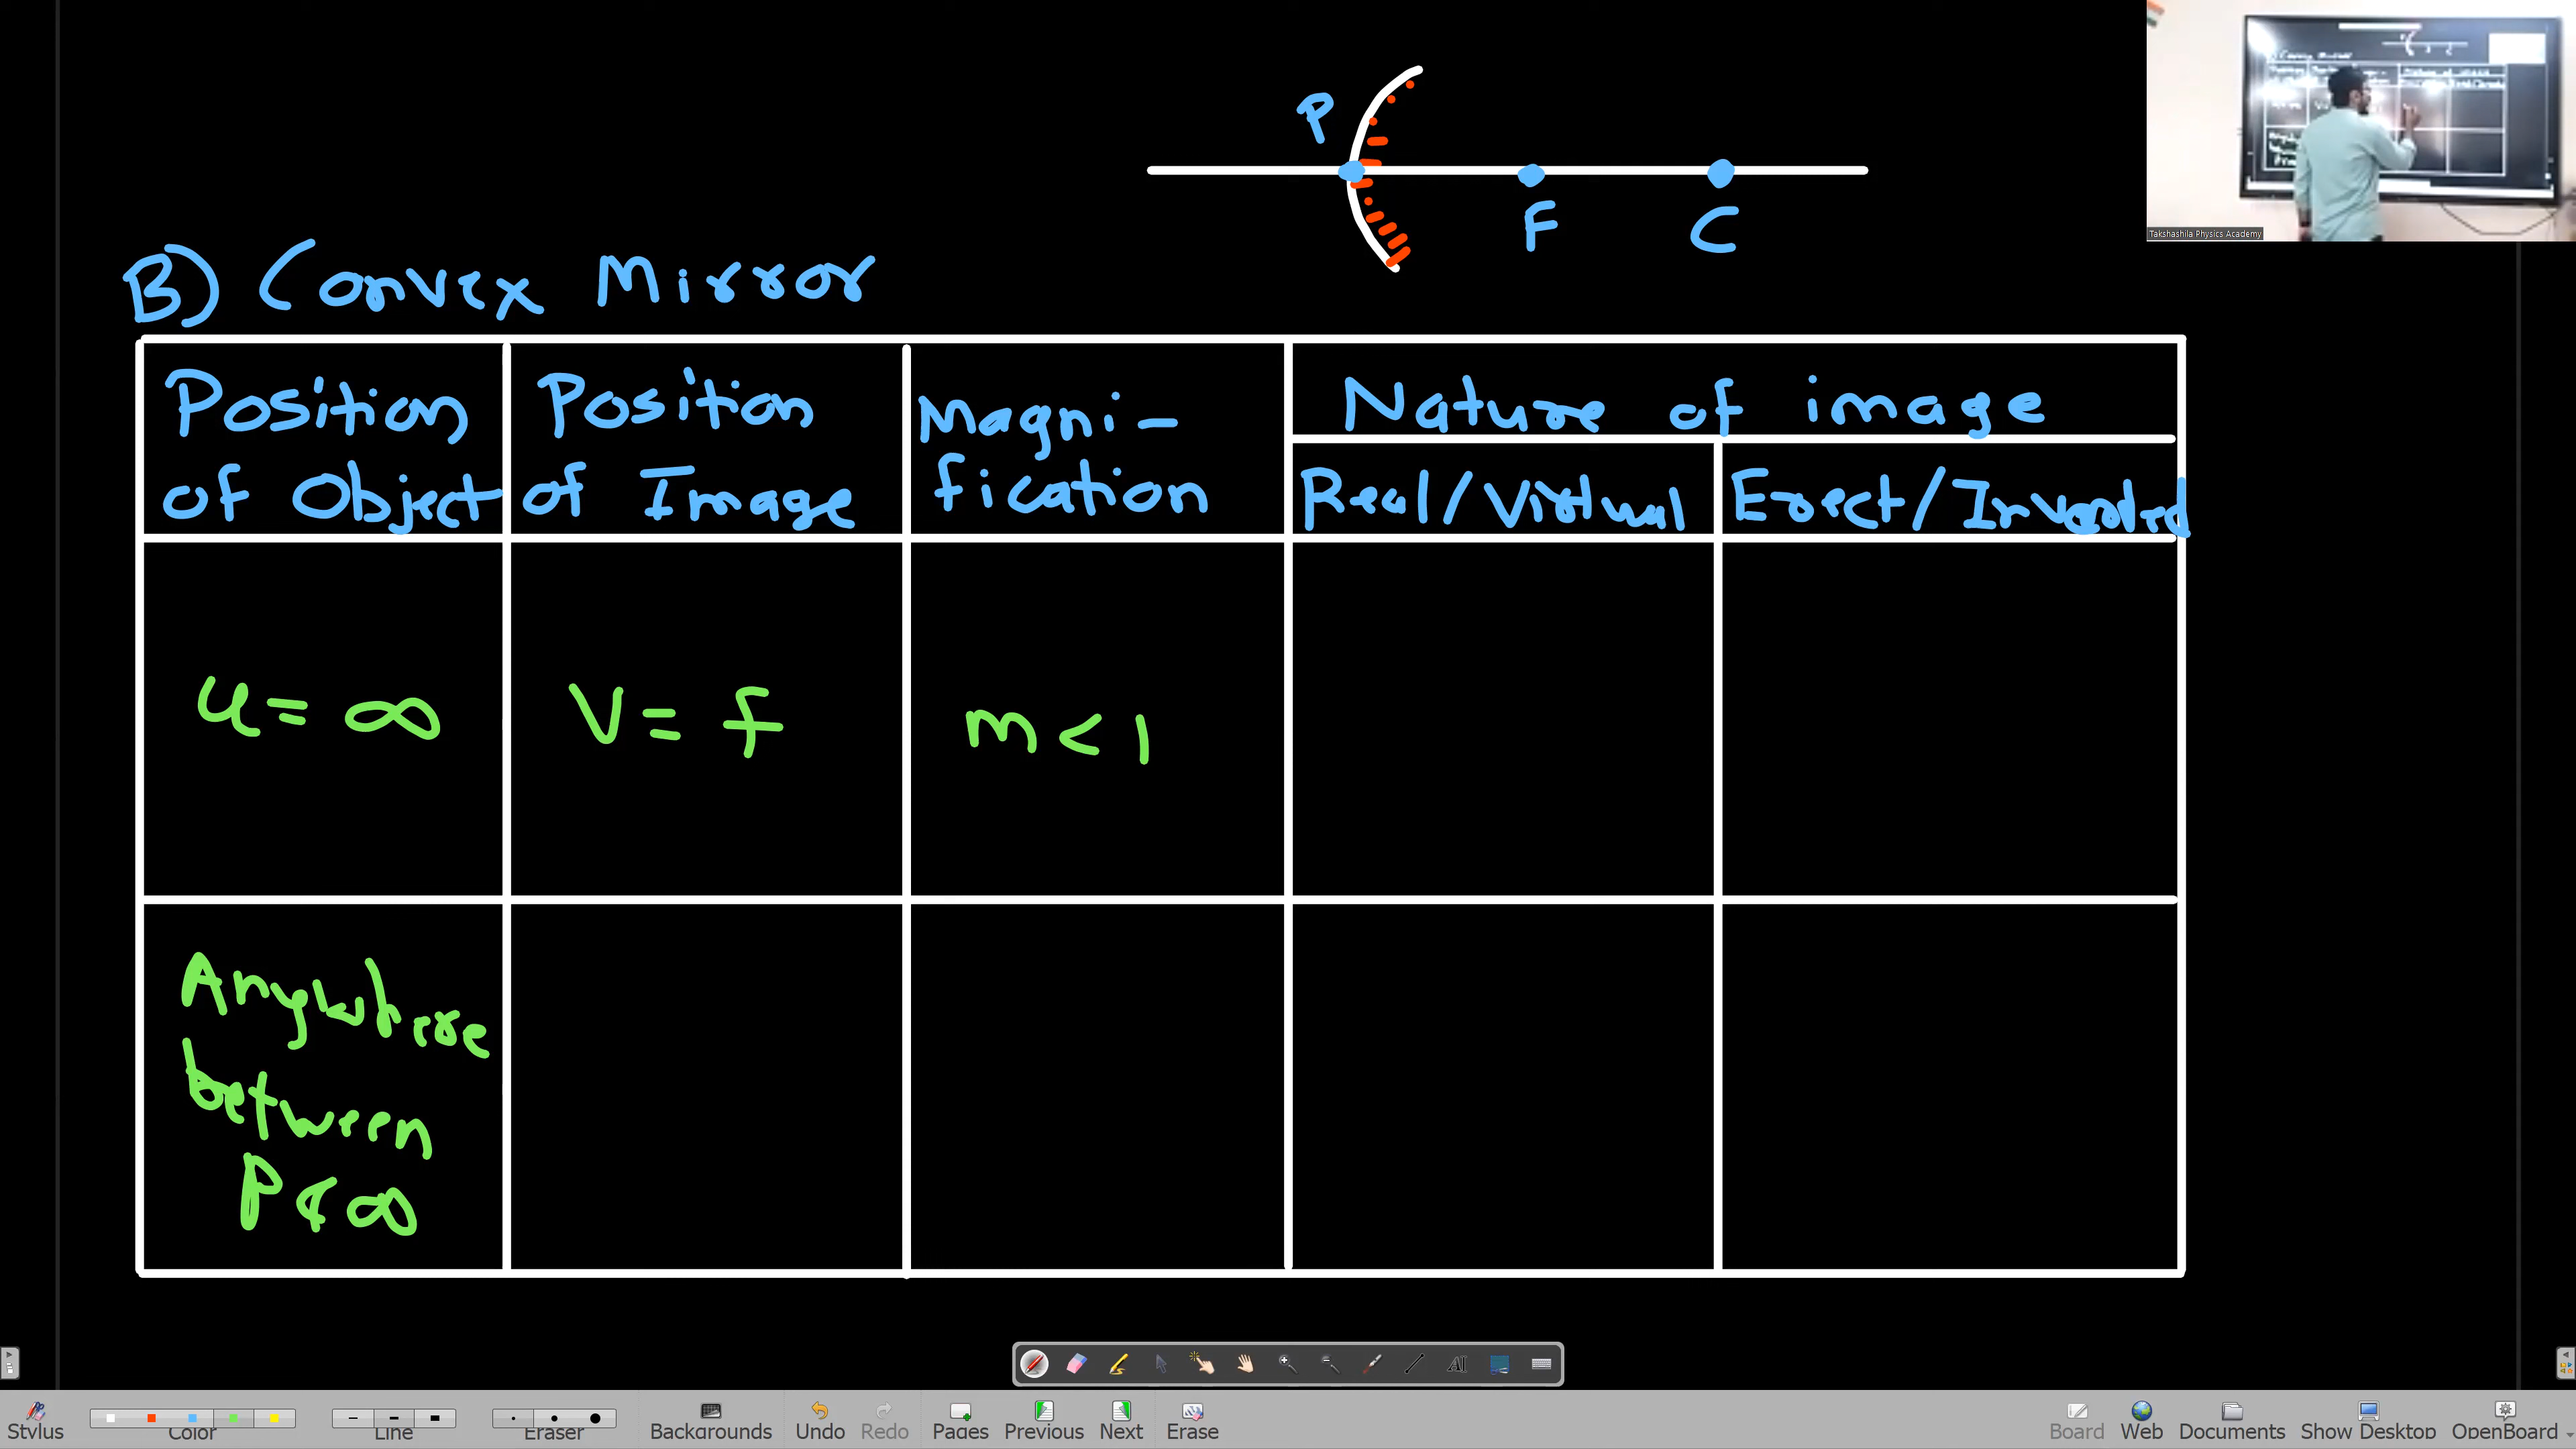 P
F
C
Takshashila Physics Academy
B) Convex Mirror
Position of Object
Position of Image
Magni-
fication
Nature of image
Real/Virtual
Erect/Inverted
u = ∞
V = f
m < 1
Anywhere
between
P & ∞
Stylus
Color
Line
Eraser
Backgrounds
Undo
Redo
Pages
Previous
Next
Erase
Board
Web
Documents
Show Desktop
OpenBoard